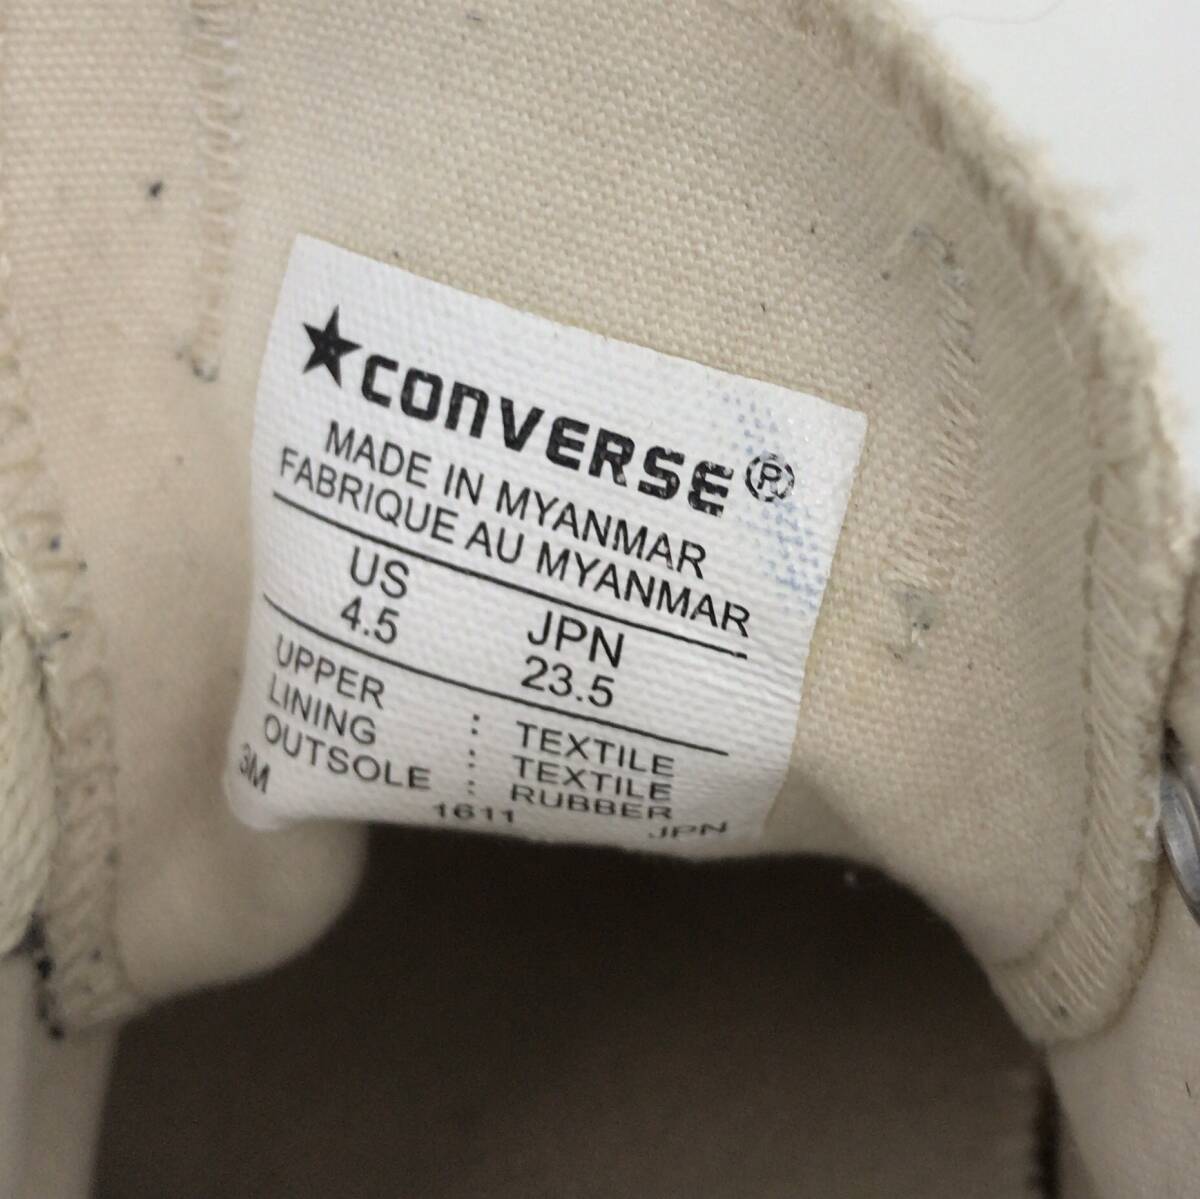 ★CONVERSE®
MADE IN MYANMAR
FABRIQUE AU MYANMAR
US JPN
4.5 23.5
UPPER : TEXTILE
LINING : TEXTILE
OUTSOLE : RUBBER
3M 1611 JPN